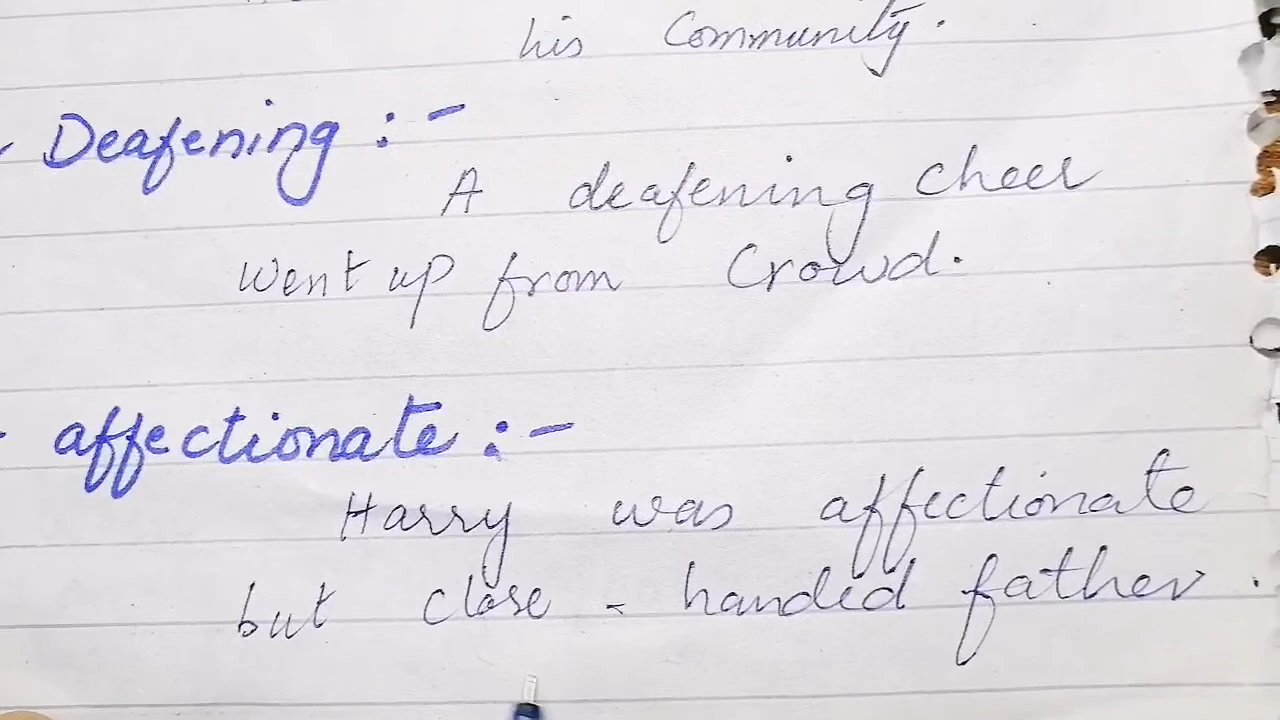 his Community.
Deafening :-
A deafening cheer
went up from Crowd.
affectionate :-
Harry was affectionate
but close - handed father.